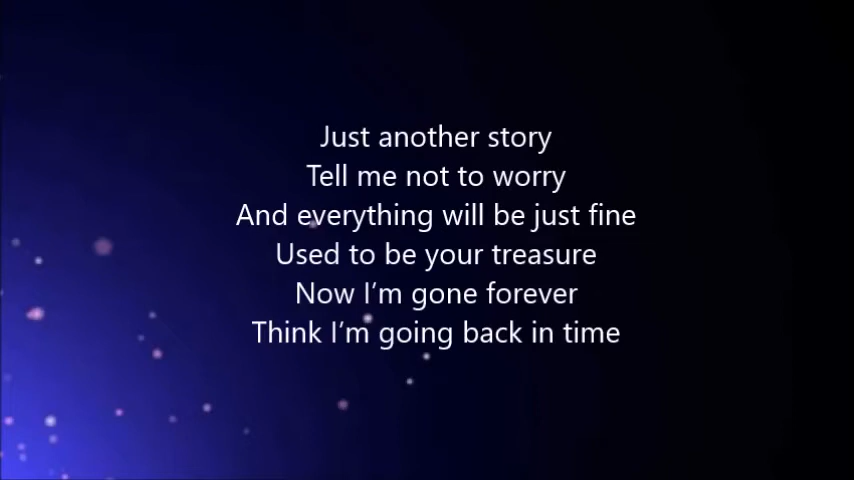 Just another story
Tell me not to worry
And everything will be just fine
Used to be your treasure
Now I’m gone forever
Think I’m going back in time